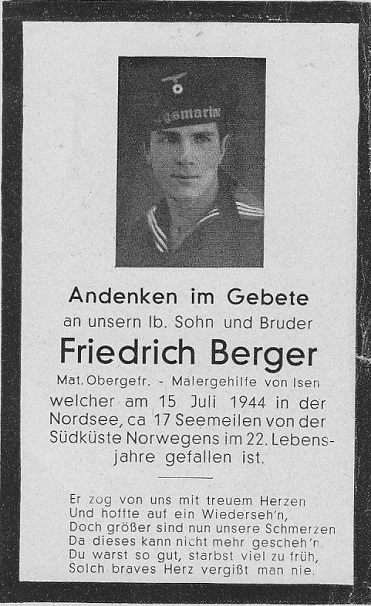 egsmarine
Andenken im Gebete
an unsern lb. Sohn und Bruder
Friedrich Berger
Mat. Obergefr. - Malergehilfe von Isen
welcher am 15 Juli 1944 in der
Nordsee, ca 17 Seemeilen von der
Südküste Norwegens im 22. Lebens-
jahre gefallen ist.
Er zog von uns mit treuem Herzen
Und hoffte auf ein Wiederseh'n,
Doch größer sind nun unsere Schmerzen
Da dieses kann nicht mehr gescheh'n.
Du warst so gut, starbst viel zu früh,
Solch braves Herz vergißt man nie.